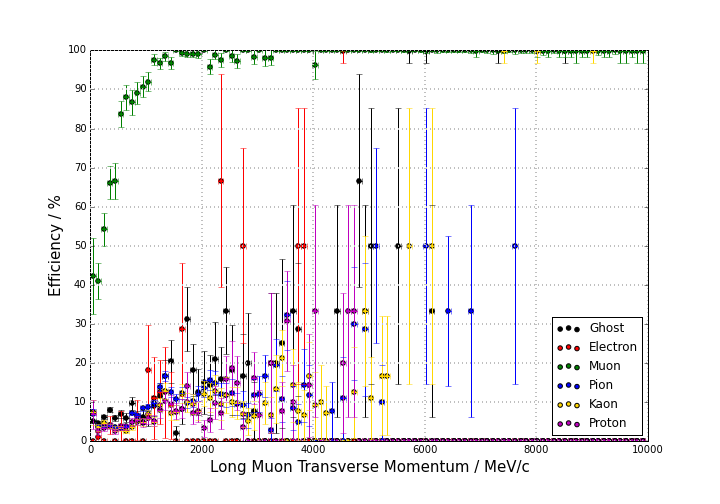 100
90
80
70
60
50
40
30
20
10
0
Efficiency / %
0
2000
4000
6000
8000
10000
Long Muon Transverse Momentum / MeV/c
Ghost
Electron
Muon
Pion
Kaon
Proton